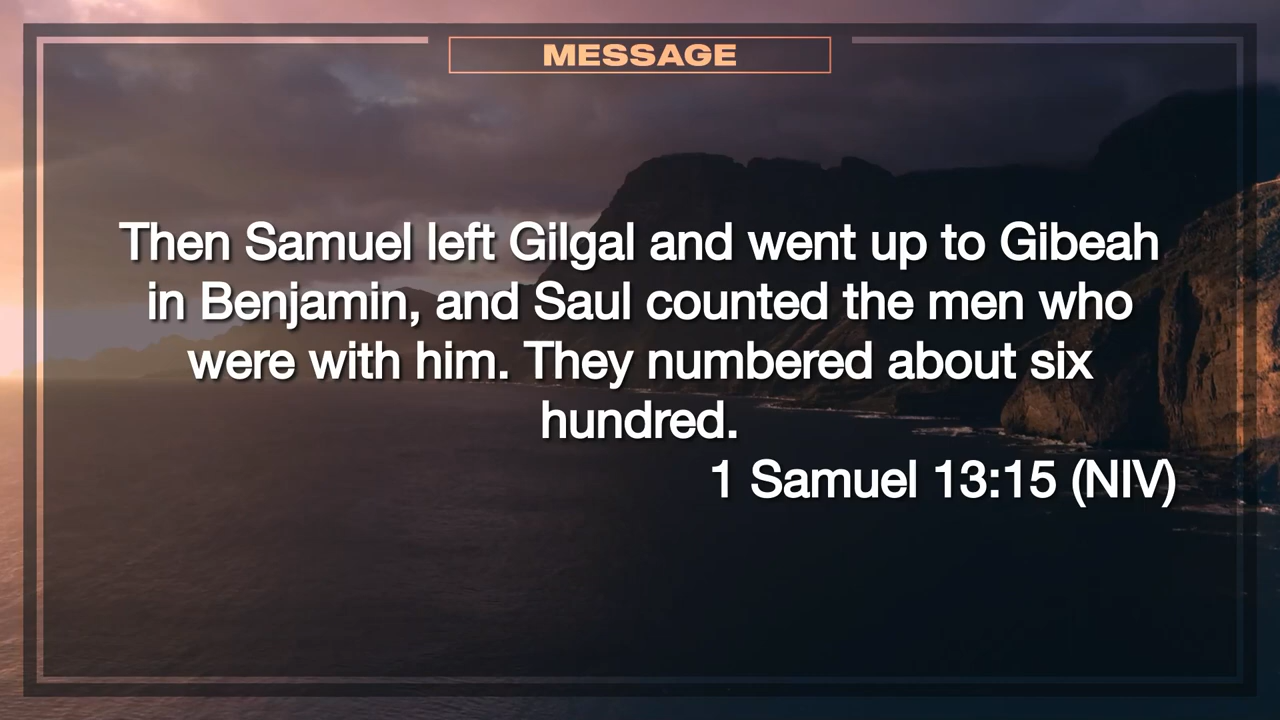 MESSAGE
Then Samuel left Gilgal and went up to Gibeah
in Benjamin, and Saul counted the men who
were with him. They numbered about six
hundred.
1 Samuel 13:15 (NIV)